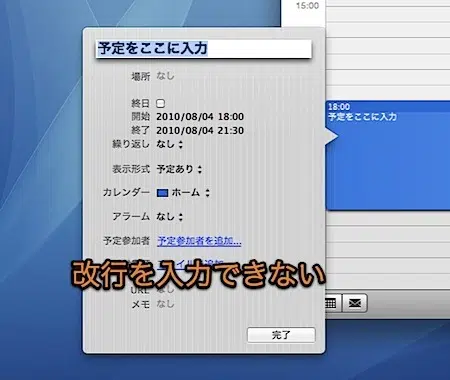 15:00
予定をここに入力
場所 なし
終日
開始 2010/08/04 18:00
終了 2010/08/04 21:30
繰り返し なし
表示形式 予定あり
カレンダー ホーム
アラーム なし
予定参加者 予定参加者を追加...
改行を入力できない
URL なし
メモ なし
完了
18:00
予定をここに入力